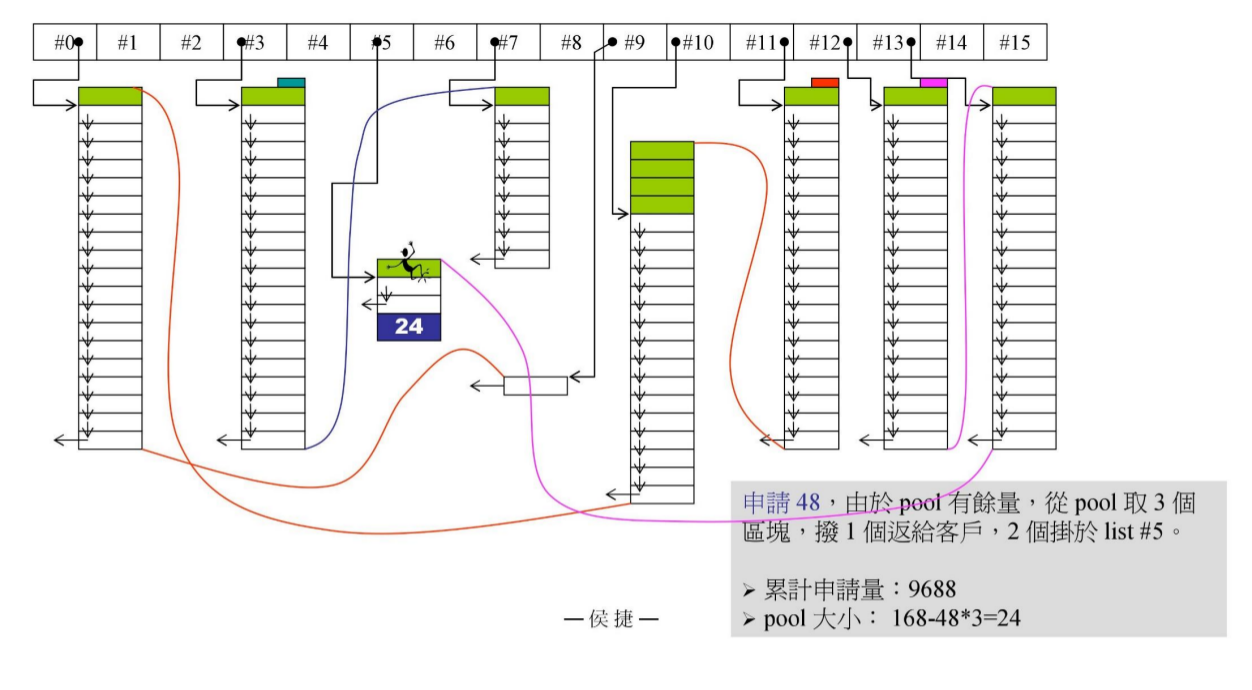 #0 #1 #2 #3 #4 #5 #6 #7 #8 #9 #10 #11 #12 #13 #14 #15
24
申請 48，由於 pool 有餘量，從 pool 取 3 個
區塊，撥 1 個返給客戶，2 個掛於 list #5。
➢ 累計申請量：9688
➢ pool 大小： 168-48*3=24
—侯捷—